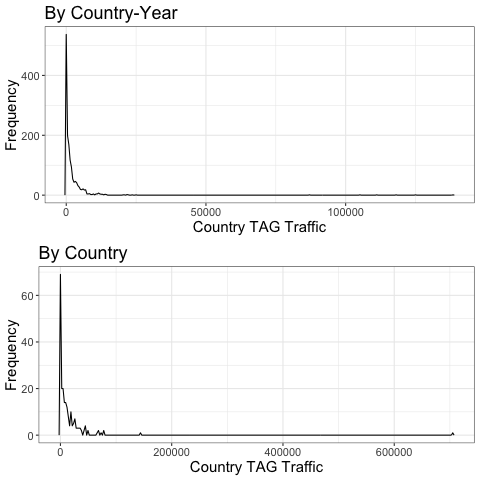 By Country-Year
Frequency
400
200
0
0 50000 100000
Country TAG Traffic
By Country
Frequency
60
40
20
0
0 200000 400000 600000
Country TAG Traffic